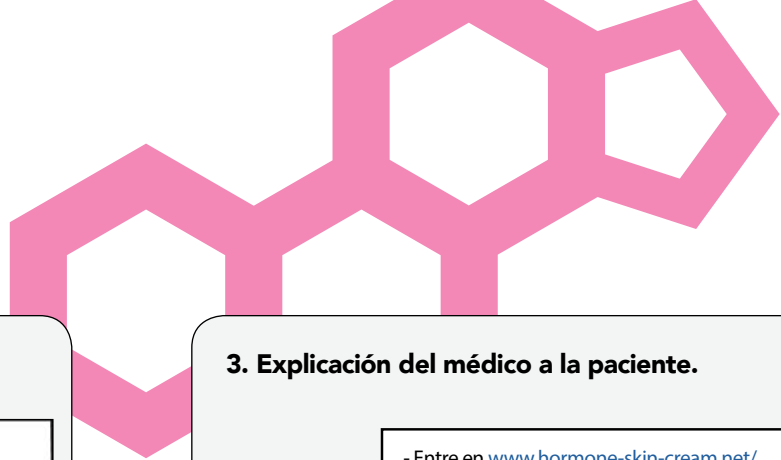 3. Explicación del médico a la paciente.
- Entre en www.hormone-skin-cream.net/